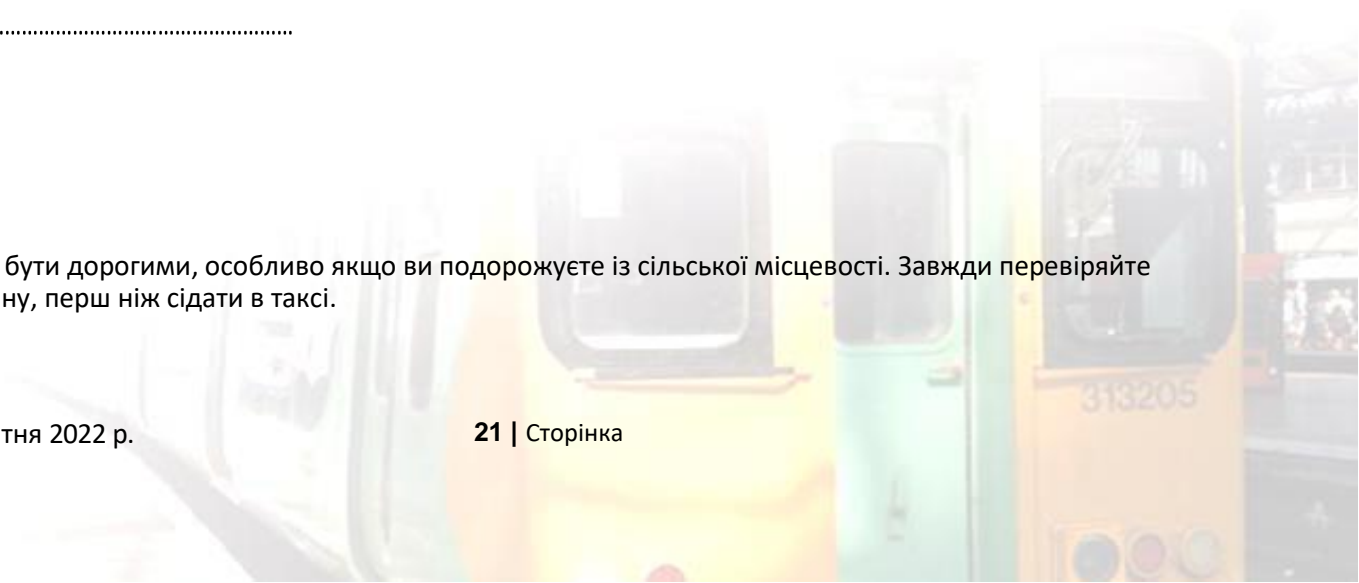 ............................................................
бути дорогими, особливо якщо ви подорожуєте із сільської місцевості. Завжди перевіряйте
ну, перш ніж сідати в таксі.
313205
тня 2022 р. 21 | Сторінка